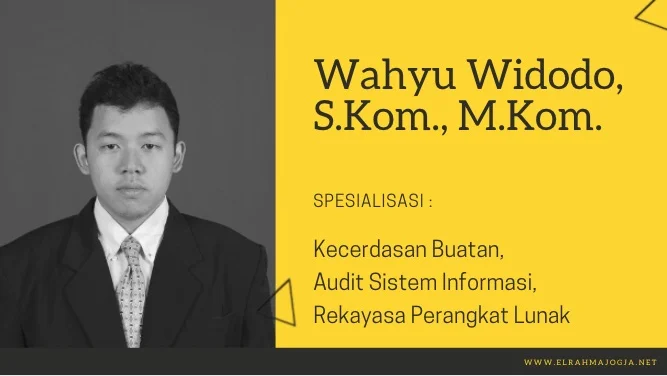 Wahyu Widodo,
S.Kom., M.Kom.
SPESIALISASI :
Kecerdasan Buatan,
Audit Sistem Informasi,
Rekayasa Perangkat Lunak
WWW.ELRAHMAJOGJA.NET